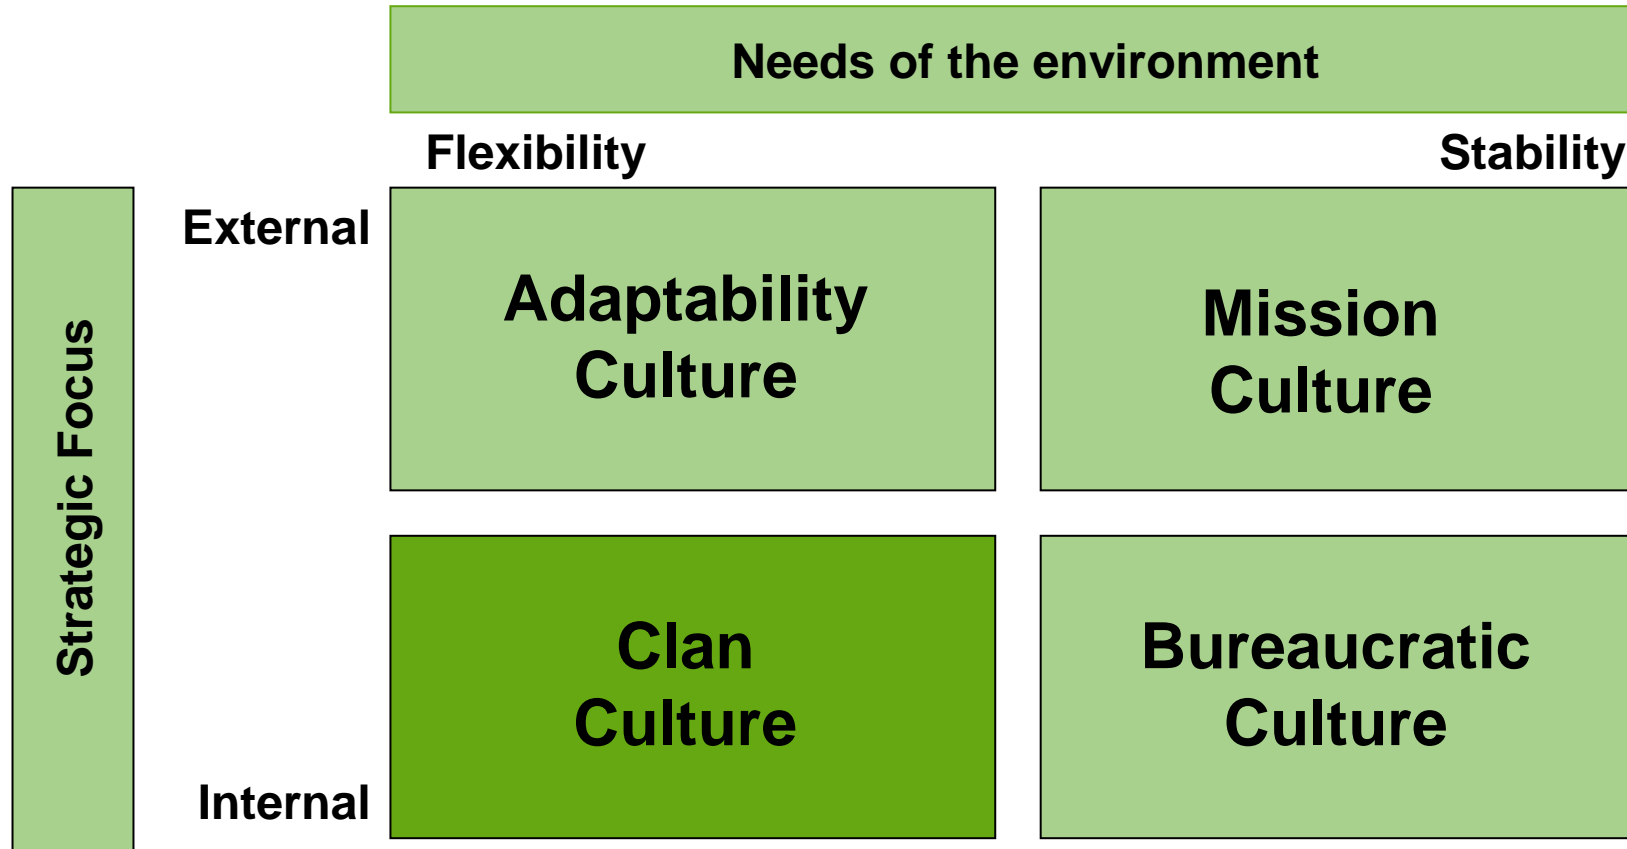 Needs of the environment
Flexibility
Stability
External
Adaptability
Culture
Mission
Culture
Strategic Focus
Clan
Culture
Bureaucratic
Culture
Internal